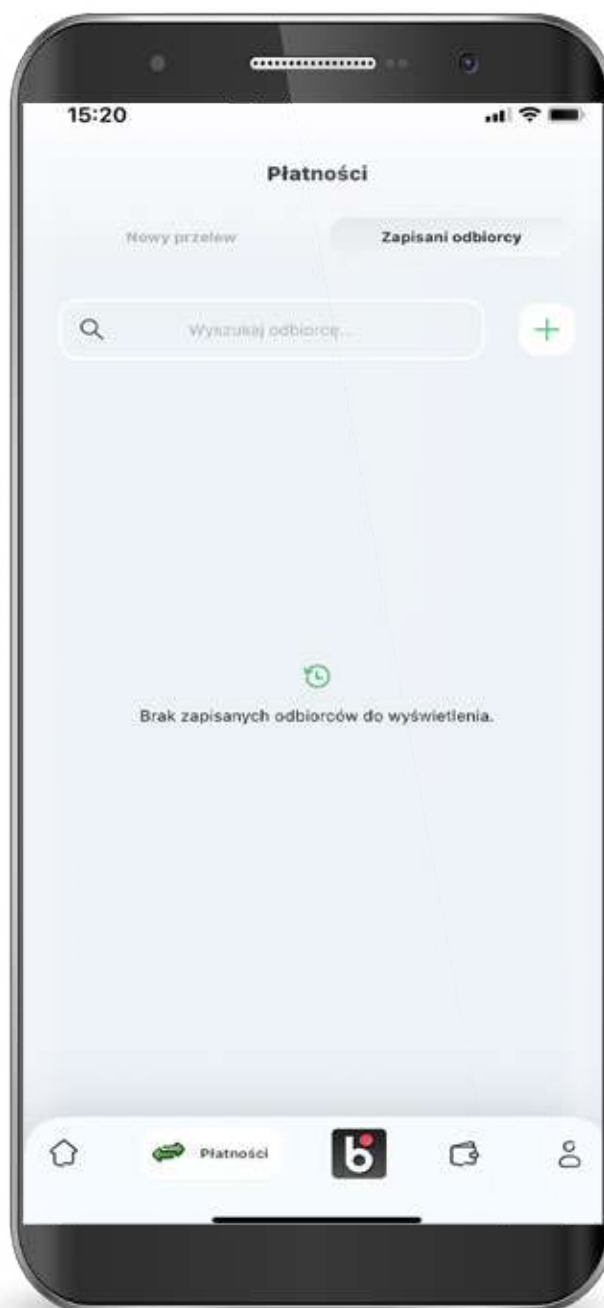 15:20
Płatności
Nowy przelew
Zapisani odbiorcy
Wyszukaj odbiorcę...
Brak zapisanych odbiorców do wyświetlenia.
Płatności